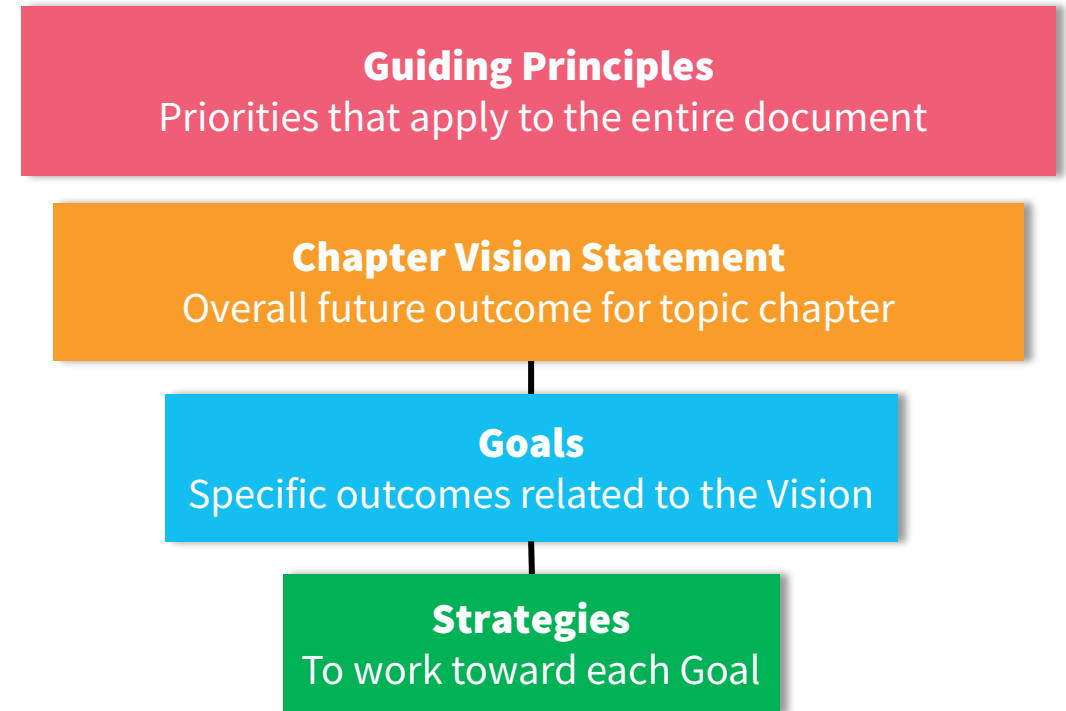 Guiding Principles
Priorities that apply to the entire document
Chapter Vision Statement
Overall future outcome for topic chapter
Goals
Specific outcomes related to the Vision
Strategies
To work toward each Goal